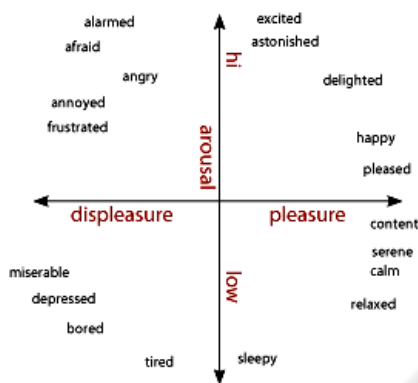 alarmed
excited
afraid
astonished
hi
angry
delighted
annoyed
frustrated
arousal
happy
pleased
displeasure
pleasure
content
serene
miserable
calm
low
depressed
relaxed
bored
tired
sleepy